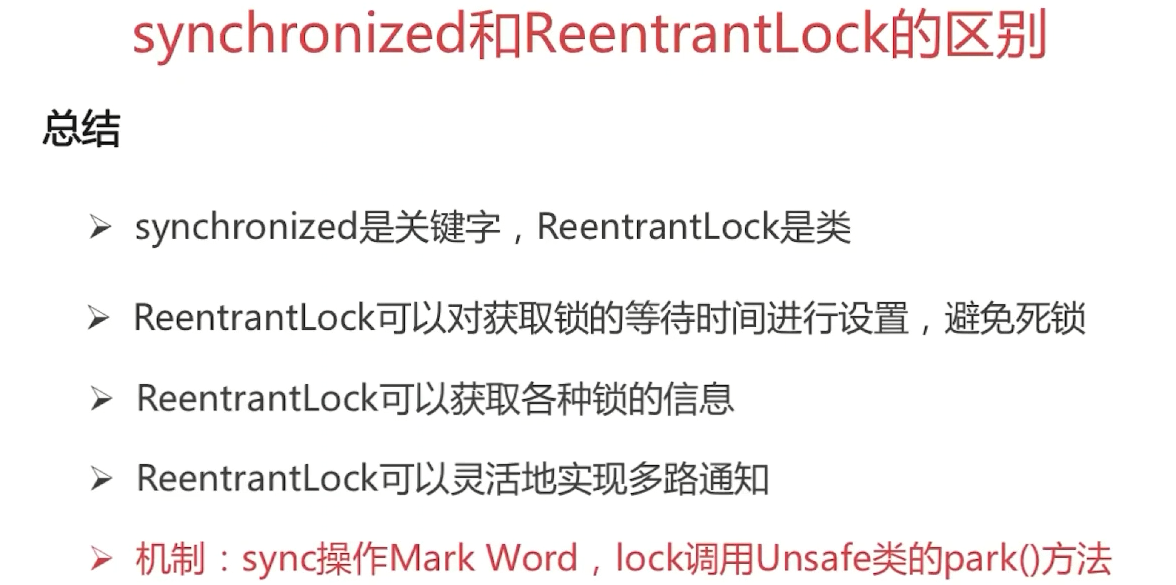 synchronized和ReentrantLock的区别
总结
synchronized是关键字，ReentrantLock是类
ReentrantLock可以对获取锁的等待时间进行设置，避免死锁
ReentrantLock可以获取各种锁的信息
ReentrantLock可以灵活地实现多路通知
机制：sync操作Mark Word，lock调用Unsafe类的park()方法